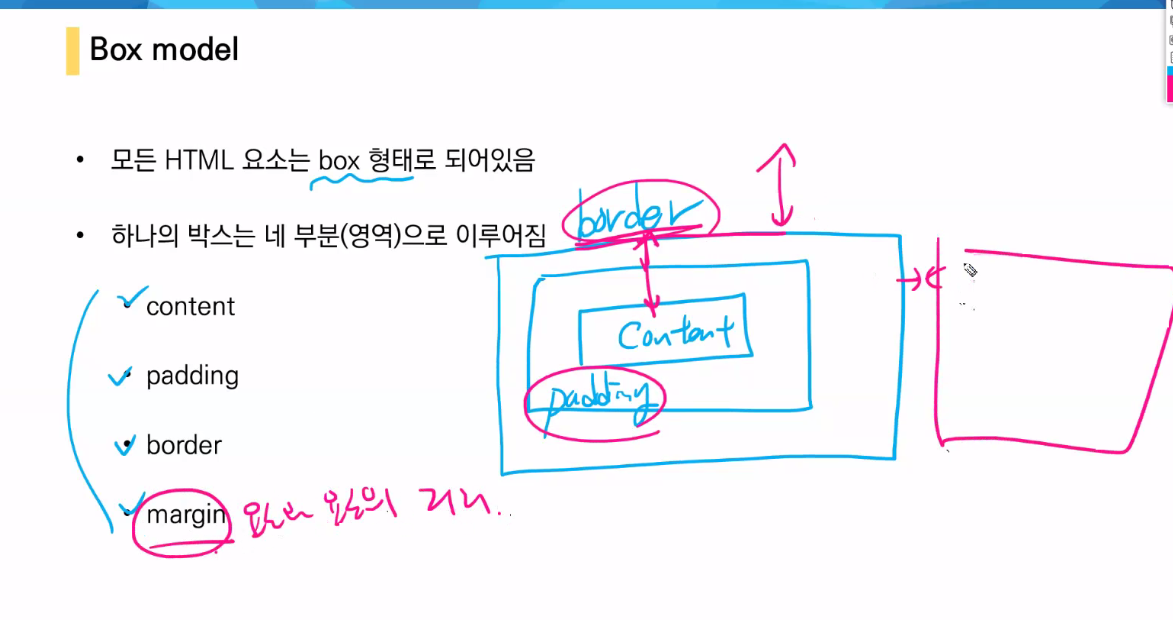 Box model
• 모든 HTML 요소는 box 형태로 되어있음
• 하나의 박스는 네 부분(영역)으로 이루어짐
border
• content
Content
• padding
padding
• border
• margin 요소와 요소의 거리.